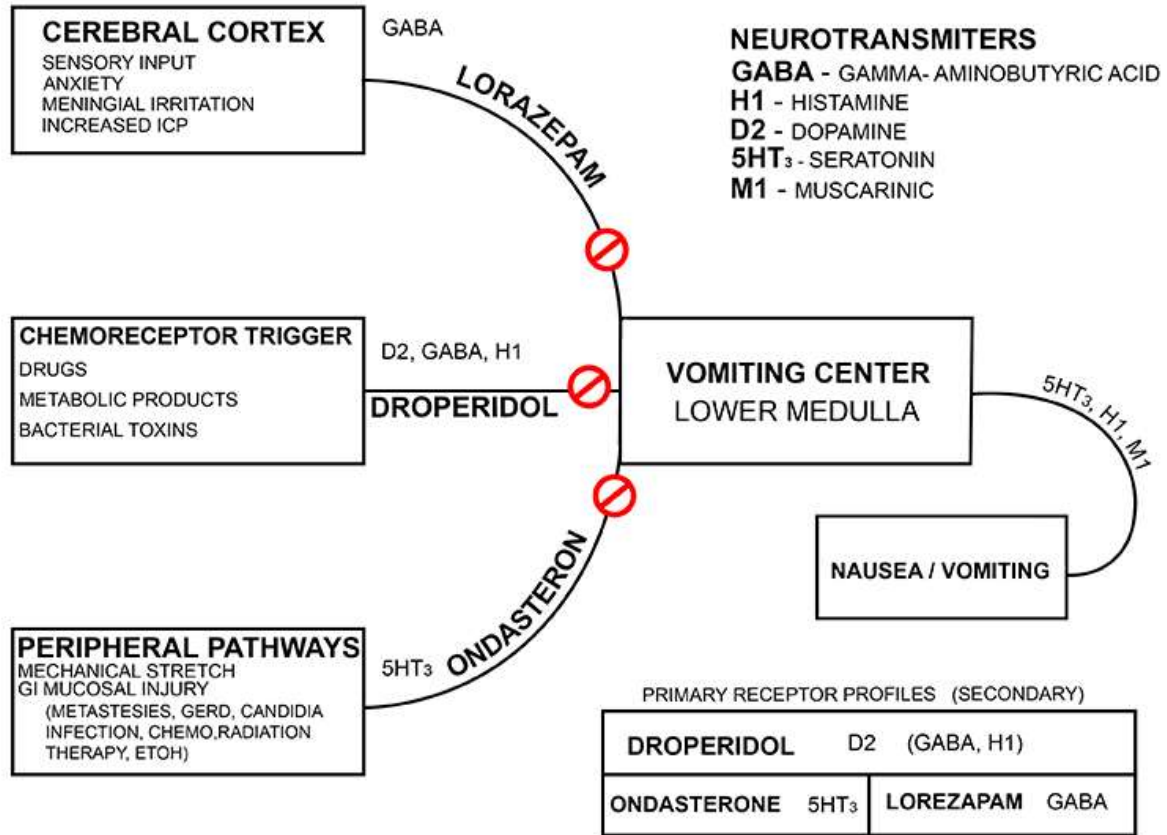 CEREBRAL CORTEX
SENSORY INPUT
ANXIETY
MENINGIAL IRRITATION
INCREASED ICP
GABA
LORAZEPAM
NEUROTRANSMITERS
GABA - GAMMA- AMINOBUTYRIC ACID
H1 - HISTAMINE
D2 - DOPAMINE
5HT₃ - SERATONIN
M1 - MUSCARINIC
CHEMORECEPTOR TRIGGER
DRUGS
METABOLIC PRODUCTS
BACTERIAL TOXINS
D2, GABA, H1
DROPERIDOL
VOMITING CENTER
LOWER MEDULLA
5HT₃, H1, M1
NAUSEA / VOMITING
PERIPHERAL PATHWAYS
MECHANICAL STRETCH
GI MUCOSAL INJURY
(METASTESIES, GERD, CANDIDIA
INFECTION, CHEMO,RADIATION
THERAPY, ETOH)
5HT₃
ONDASTERON
PRIMARY RECEPTOR PROFILES (SECONDARY)
DROPERIDOL D2 (GABA, H1)
ONDASTERONE 5HT₃
LOREZAPAM GABA